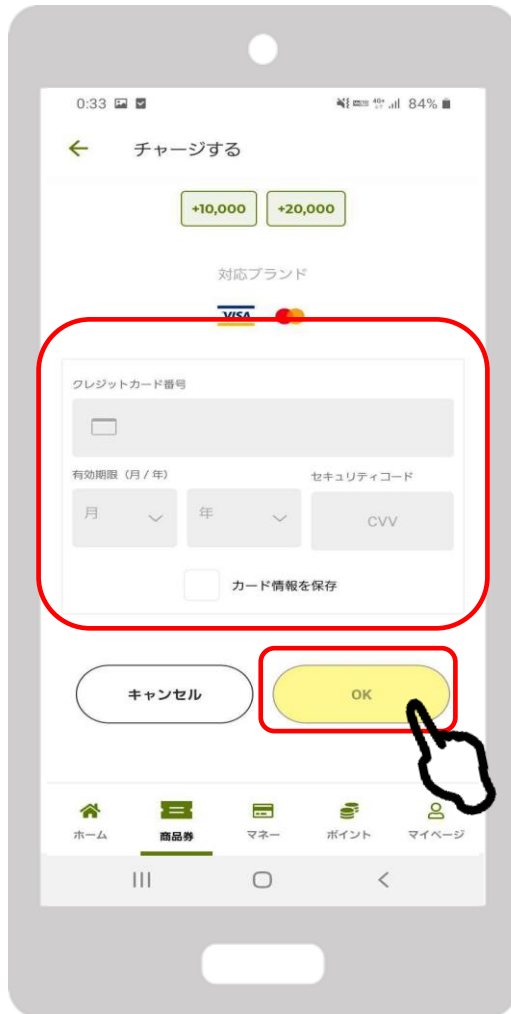 0:33 84%
チャージする
+10,000 +20,000
対応ブランド
VISA
クレジットカード番号
有効期限（月 / 年） セキュリティコード
月 年 CVV
カード情報を保存
キャンセル OK
ホーム 商品券 マネー ポイント マイページ